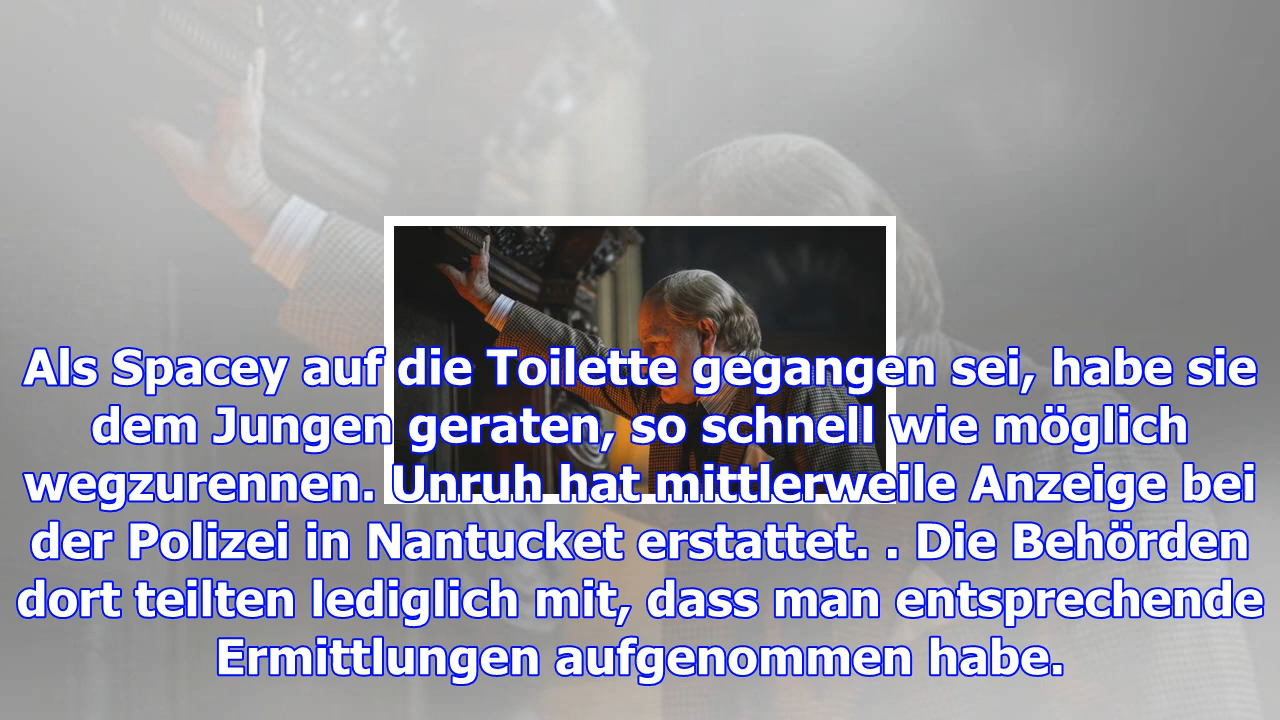 Als Spacey auf die Toilette gegangen sei, habe sie
dem Jungen geraten, so schnell wie möglich
wegzurennen. Unruh hat mittlerweile Anzeige bei
der Polizei in Nantucket erstattet. . Die Behörden
dort teilten lediglich mit, dass man entsprechende
Ermittlungen aufgenommen habe.